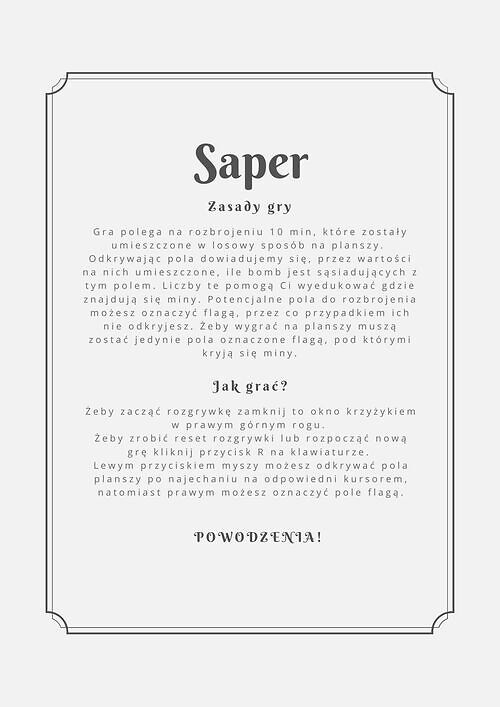 Saper
Zasady gry
Gra polega na rozbrojeniu 10 min, które zostały
umieszczone w losowy sposób na planszy.
Odkrywając pola dowiadujemy się, przez wartości
na nich umieszczone, ile bomb jest sąsiadujących z
tym polem. Liczby te pomogą Ci wyedukować gdzie
znajdują się miny. Potencjalne pola do rozbrojenia
możesz oznaczyć flagą, przez co przypadkiem ich
nie odkryjesz. Żeby wygrać na planszy muszą
zostać jedynie pola oznaczone flagą, pod którymi
kryją się miny.
Jak grać?
Żeby zacząć rozgrywkę zamknij to okno krzyżykiem
w prawym górnym rogu.
Żeby zrobić reset rozgrywki lub rozpocząć nową
grę kliknij przycisk R na klawiaturze.
Lewym przyciskiem myszy możesz odkrywać pola
planszy po najechaniu na odpowiedni kursorem,
natomiast prawym możesz oznaczyć pole flagą.
POWODZENIA!